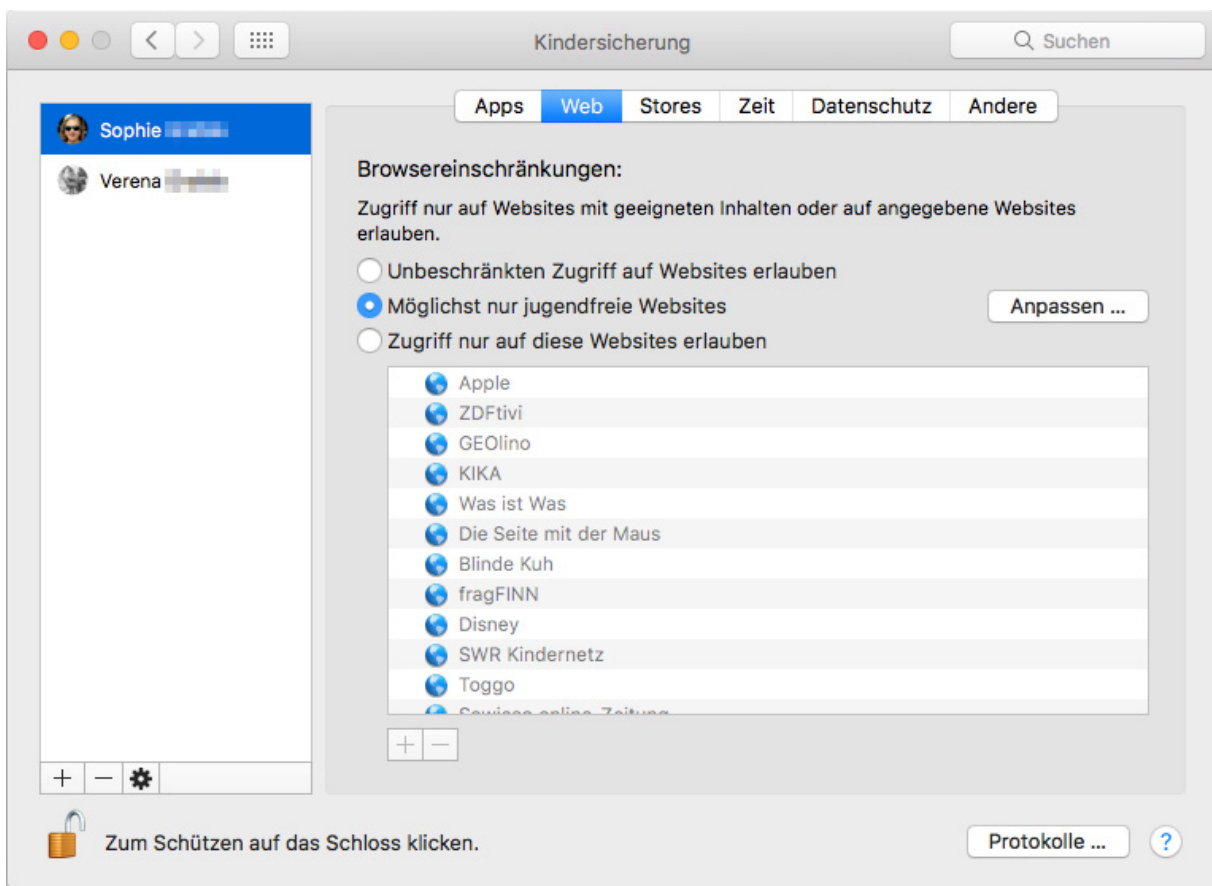 Kindersicherung
Suchen
Sophie
Verena
Apps Web Stores Zeit Datenschutz Andere
Browsereinschränkungen:
Zugriff nur auf Websites mit geeigneten Inhalten oder auf angegebene Websites
erlauben.
Unbeschränkten Zugriff auf Websites erlauben
Möglichst nur jugendfreie Websites
Anpassen ...
Zugriff nur auf diese Websites erlauben
Apple
ZDFtivi
GEOlino
KIKA
Was ist Was
Die Seite mit der Maus
Blinde Kuh
fragFINN
Disney
SWR Kindernetz
Toggo
Zum Schützen auf das Schloss klicken.
Protokolle ...
?